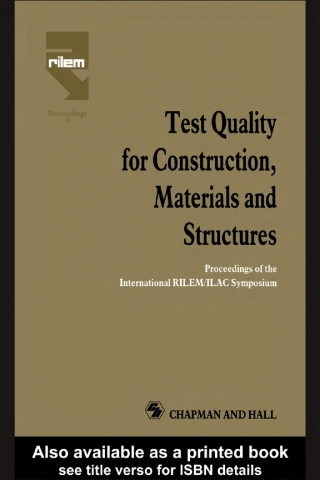 rilem
Proceedings
Test Quality
for Construction,
Materials and
Structures
Proceedings of the
International RILEM/ILAC Symposium
CHAPMAN AND HALL
Also available as a printed book
see title verso for ISBN details